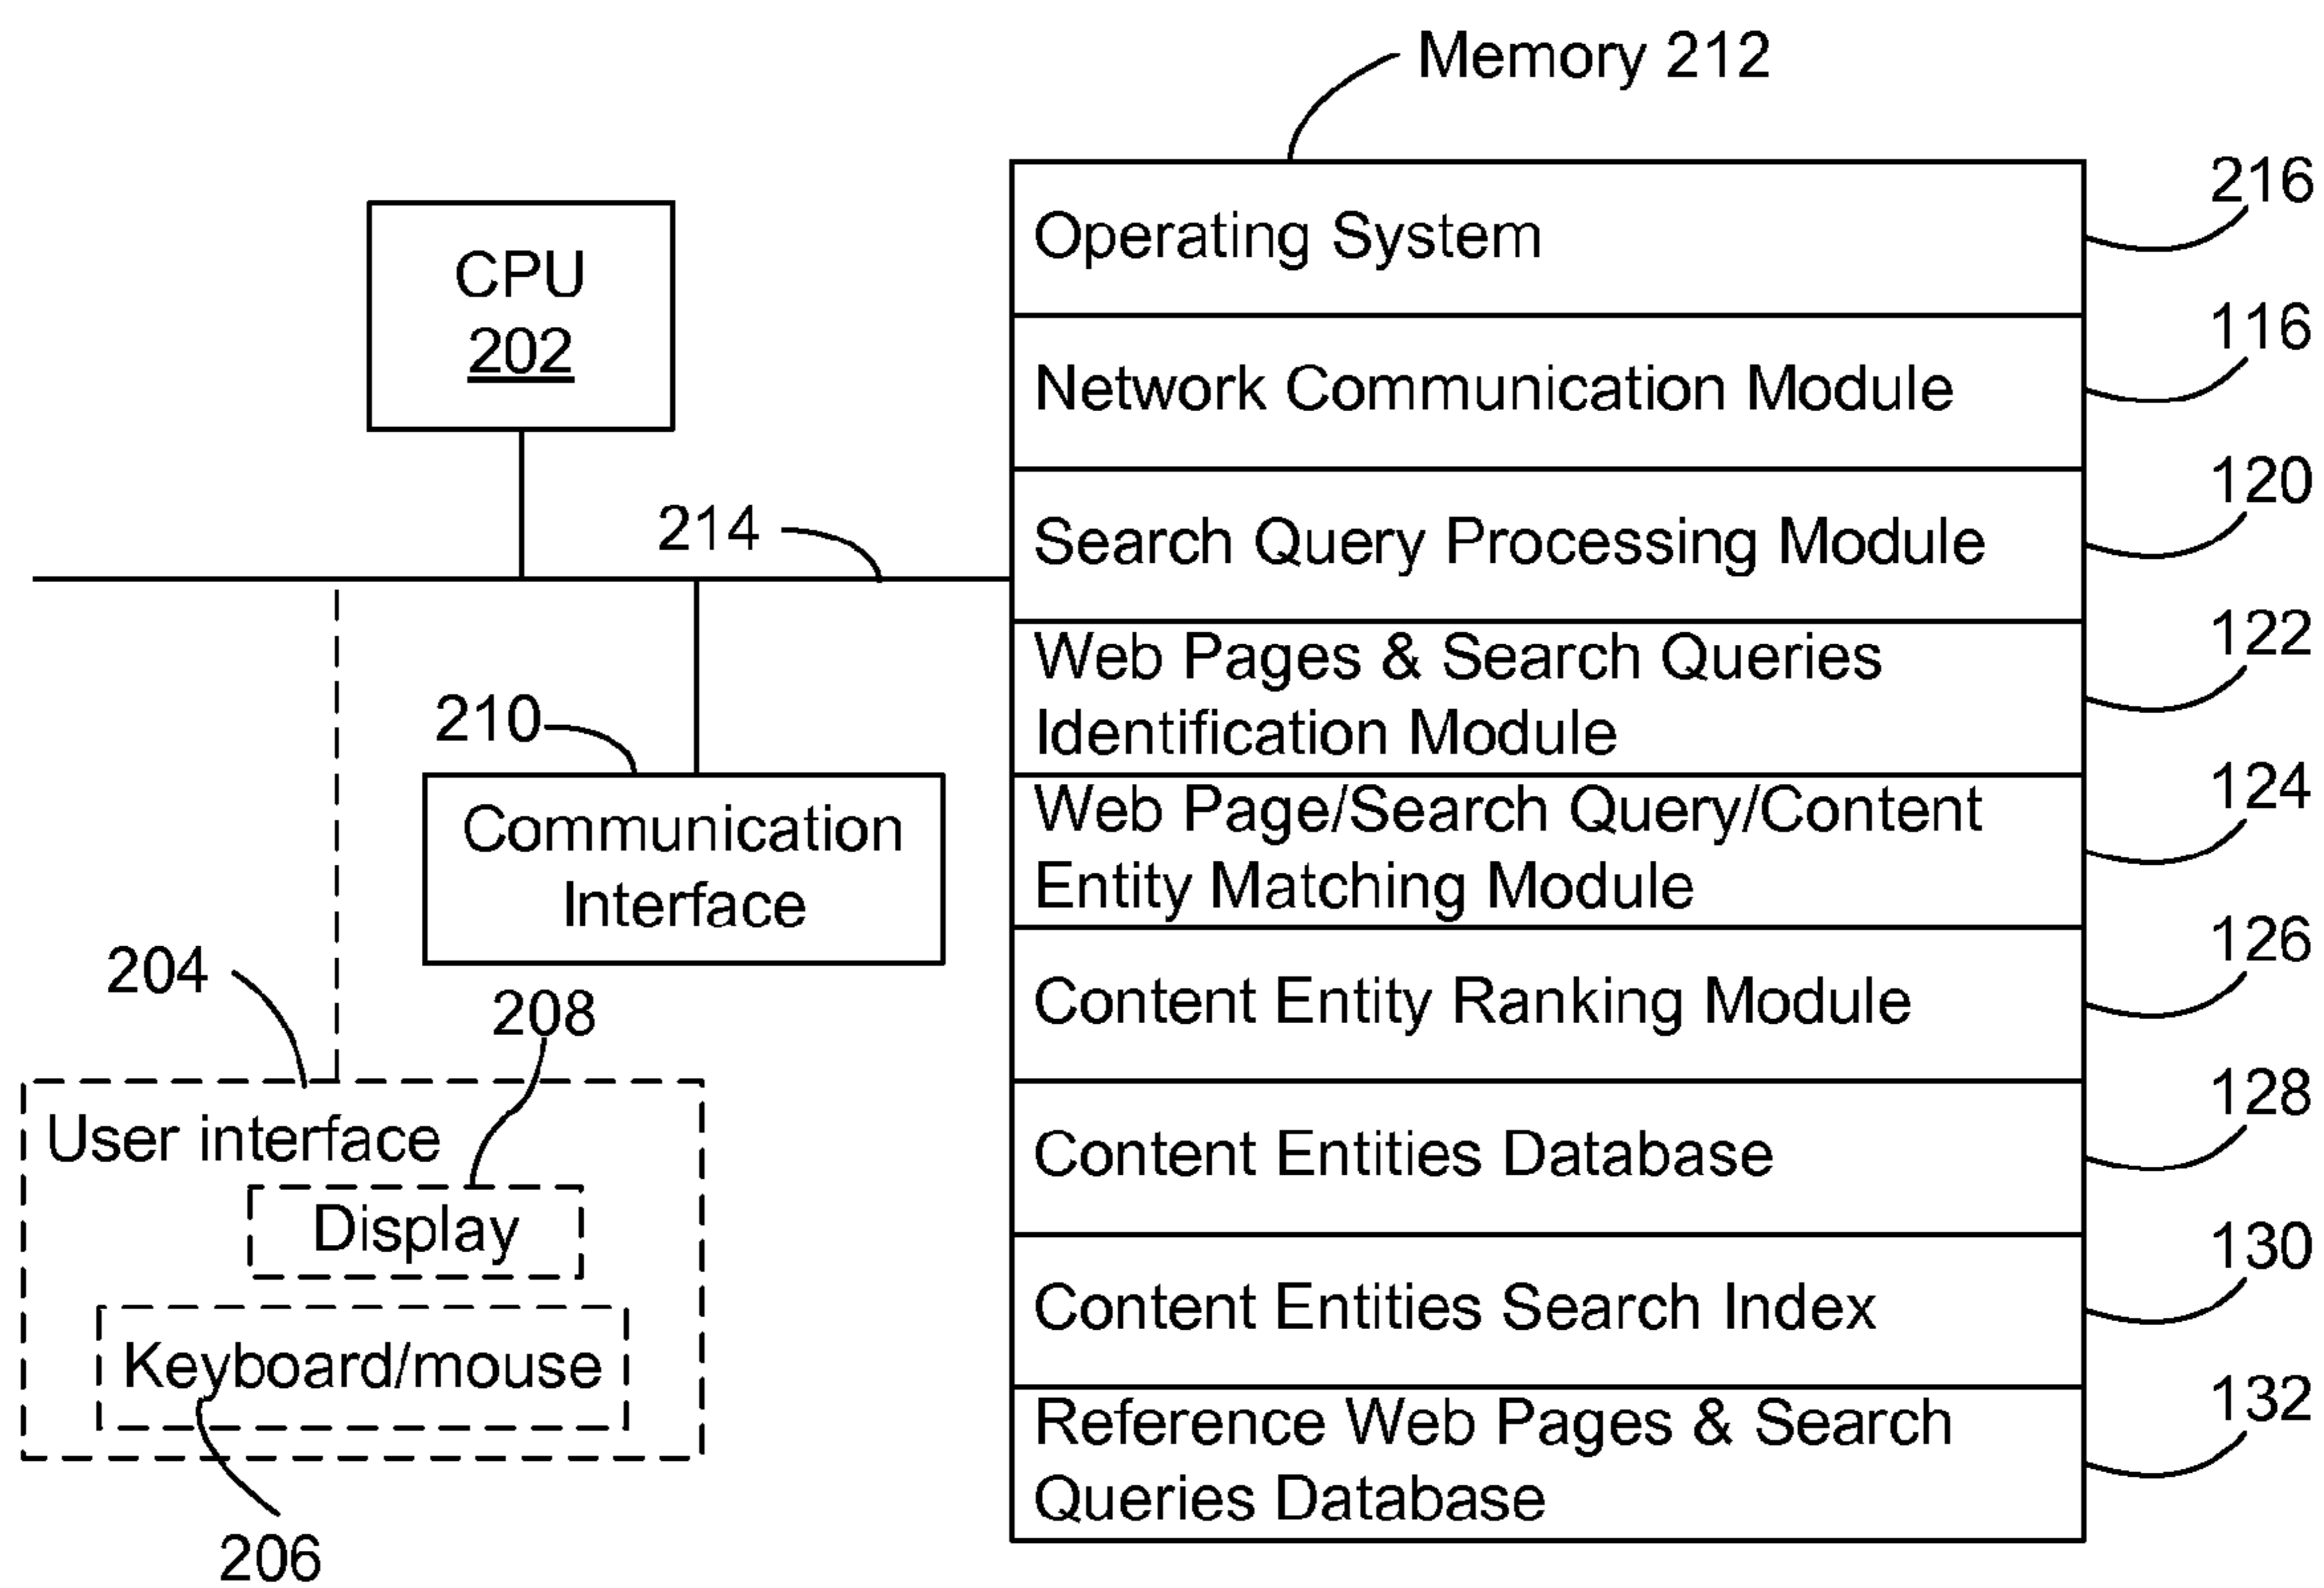 Memory 212
CPU
202
214
210
Communication
Interface
204
208
User interface
Display
Keyboard/mouse
206
Operating System
216
Network Communication Module
116
Search Query Processing Module
120
Web Pages & Search Queries
Identification Module
122
Web Page/Search Query/Content
Entity Matching Module
124
Content Entity Ranking Module
126
Content Entities Database
128
Content Entities Search Index
130
Reference Web Pages & Search
Queries Database
132